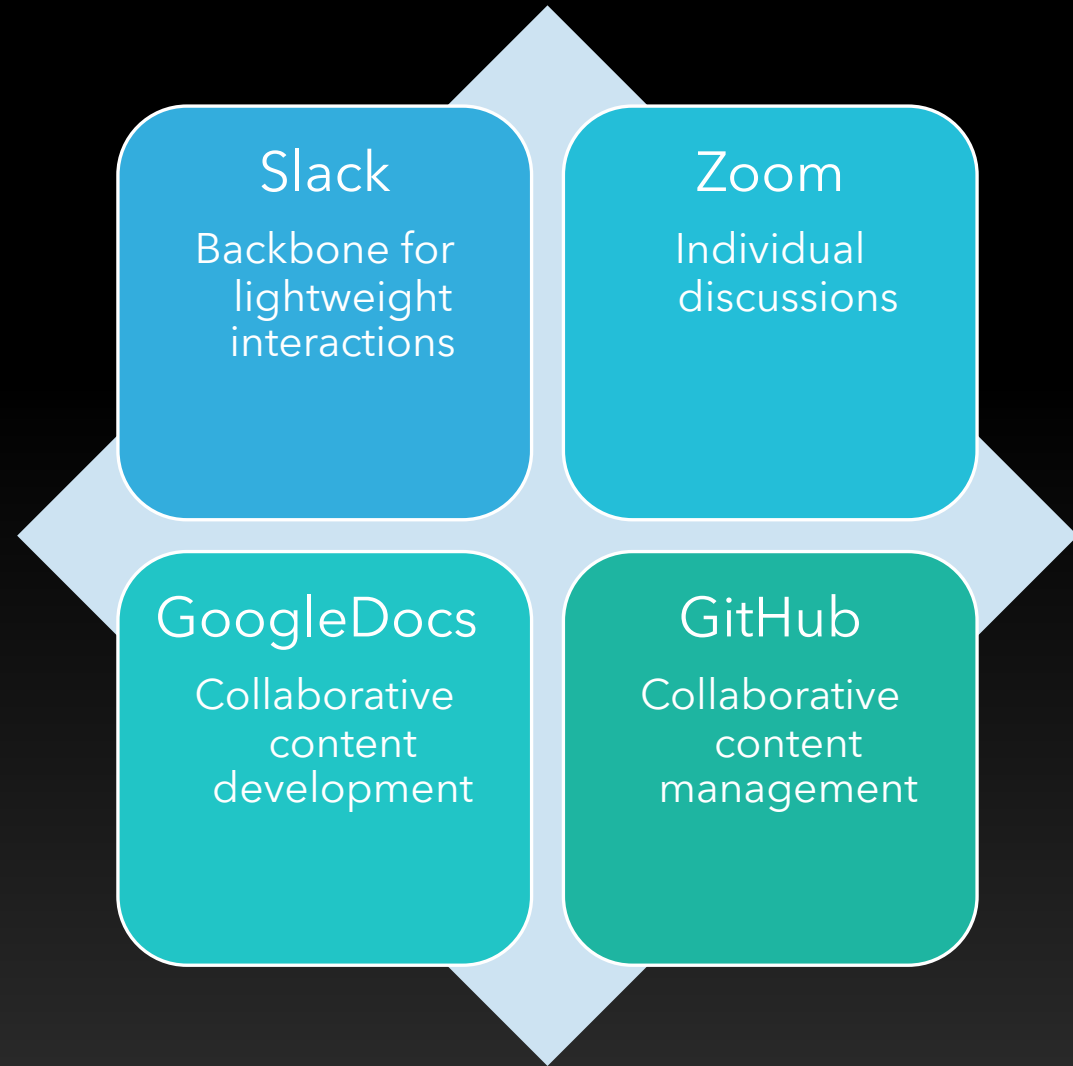 Slack
Backbone for
lightweight
interactions
Zoom
Individual
discussions
GoogleDocs
Collaborative
content
development
GitHub
Collaborative
content
management